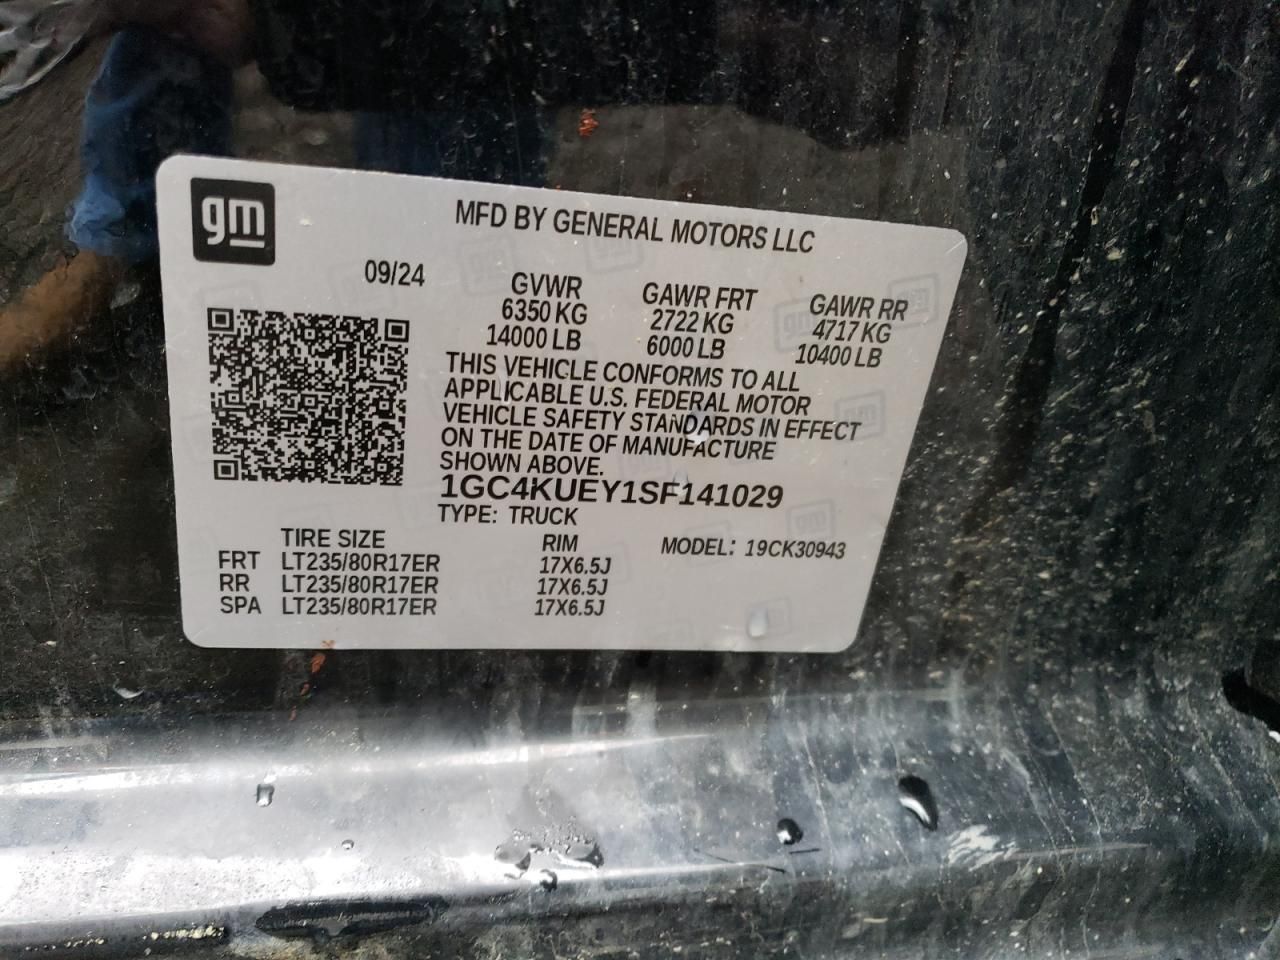 gm
MFD BY GENERAL MOTORS LLC
09/24
GVWR GAWR FRT GAWR RR
6350 KG 2722 KG 4717 KG
14000 LB 6000 LB 10400 LB
THIS VEHICLE CONFORMS TO ALL
APPLICABLE U.S. FEDERAL MOTOR
VEHICLE SAFETY STANDARDS IN EFFECT
ON THE DATE OF MANUFACTURE
SHOWN ABOVE.
1GC4KUEY1SF141029
TYPE: TRUCK
TIRE SIZE RIM MODEL: 19CK30943
FRT LT235/80R17ER 17X6.5J
RR LT235/80R17ER 17X6.5J
SPA LT235/80R17ER 17X6.5J